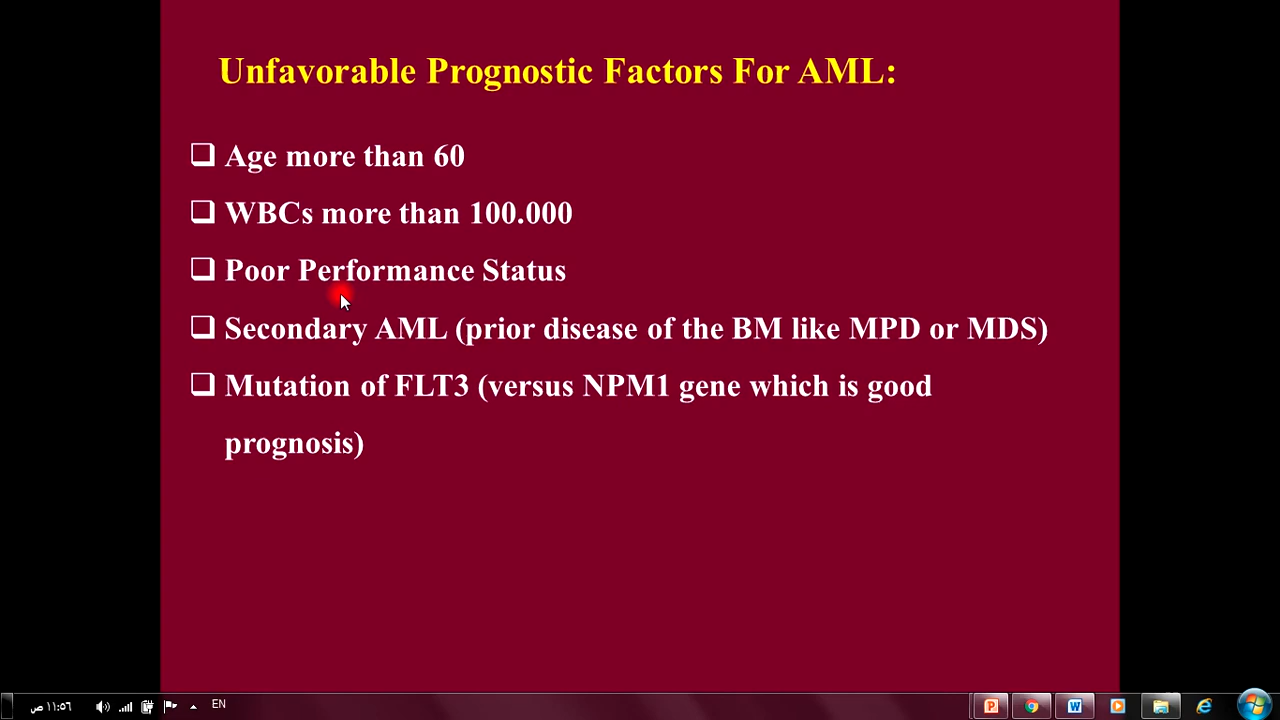 Unfavorable Prognostic Factors For AML:
Age more than 60
WBCs more than 100.000
Poor Performance Status
Secondary AML (prior disease of the BM like MPD or MDS)
Mutation of FLT3 (versus NPM1 gene which is good
prognosis)
١١:٥٦ ص
EN